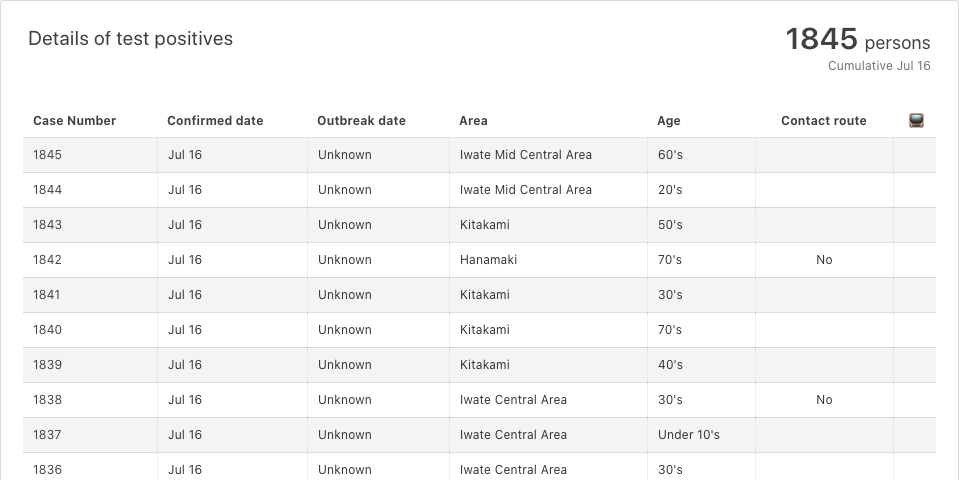 Details of test positives
1845 persons
Cumulative Jul 16
Case Number Confirmed date Outbreak date Area Age Contact route
1845 Jul 16 Unknown Iwate Mid Central Area 60's
1844 Jul 16 Unknown Iwate Mid Central Area 20's
1843 Jul 16 Unknown Kitakami 50's
1842 Jul 16 Unknown Hanamaki 70's No
1841 Jul 16 Unknown Kitakami 30's
1840 Jul 16 Unknown Kitakami 70's
1839 Jul 16 Unknown Kitakami 40's
1838 Jul 16 Unknown Iwate Central Area 30's No
1837 Jul 16 Unknown Iwate Central Area Under 10's
1836 Jul 16 Unknown Iwate Central Area 30's